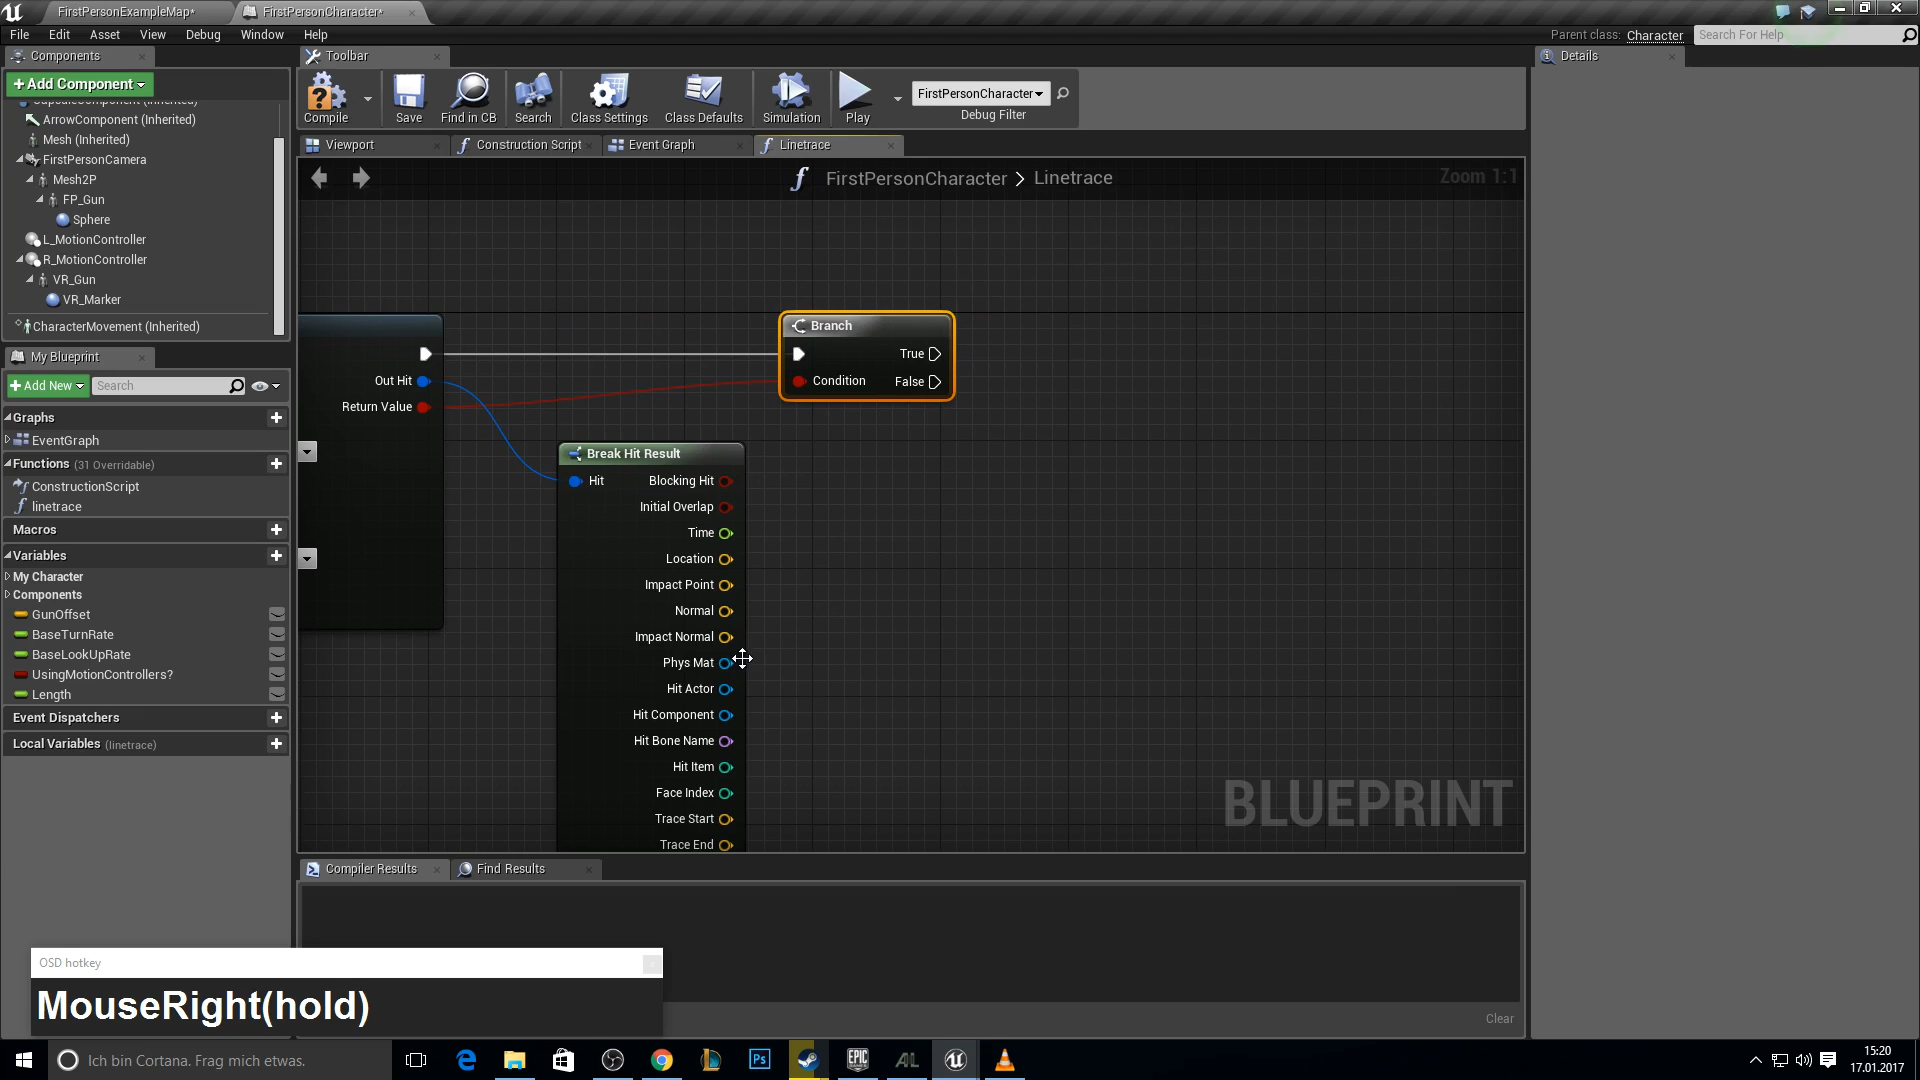 FirstPersonExampleMap*
FirstPersonCharacter*
File Edit Asset View Debug Window Help
Parent class: Character
Search For Help
Components
Toolbar
Details
+Add Component
CapsuleComponent (Inherited)
ArrowComponent (Inherited)
Mesh (Inherited)
FirstPersonCamera
Mesh2P
FP_Gun
Sphere
L_MotionController
R_MotionController
VR_Gun
VR_Marker
CharacterMovement (Inherited)
Compile
Save
Find in CB
Search
Class Settings
Class Defaults
Simulation
Play
FirstPersonCharacter
Debug Filter
Viewport
Construction Script
Event Graph
Linetrace
FirstPersonCharacter > Linetrace
Zoom 1:1
My Blueprint
+Add New
Search
Graphs
EventGraph
Functions (31 Overridable)
ConstructionScript
linetrace
Macros
Variables
My Character
Components
GunOffset
BaseTurnRate
BaseLookUpRate
UsingMotionControllers?
Length
Event Dispatchers
Local Variables (linetrace)
Out Hit
Return Value
Branch
True
Condition
False
Break Hit Result
Hit
Blocking Hit
Initial Overlap
Time
Location
Impact Point
Normal
Impact Normal
Phys Mat
Hit Actor
Hit Component
Hit Bone Name
Hit Item
Face Index
Trace Start
Trace End
BLUEPRINT
Compiler Results
Find Results
Clear
OSD hotkey
MouseRight(hold)
Ich bin Cortana. Frag mich etwas.
Ps
EPIC
GAMES
AL
15:20
17.01.2017